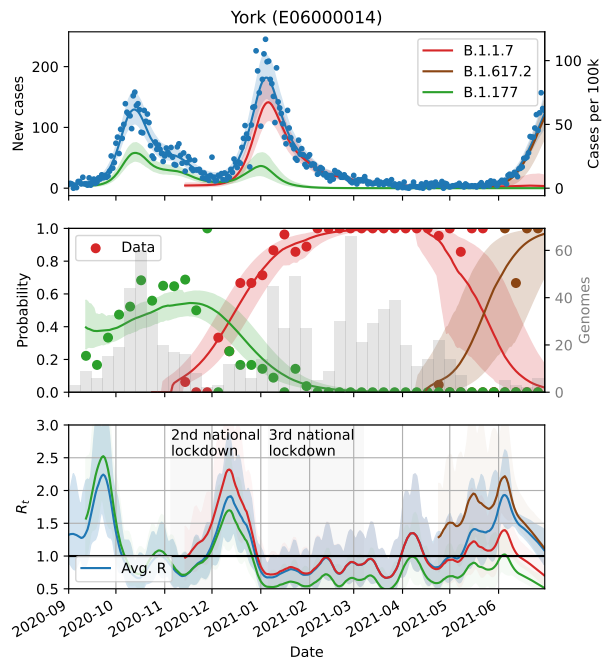 York (E06000014)
New cases
200
100
0
B.1.1.7
B.1.617.2
B.1.177
100
50
0
Cases per 100k
Probability
1.0
0.8
0.6
0.4
0.2
0.0
Data
60
40
20
0
Genomes
R_t
3.0
2.5
2.0
1.5
1.0
0.5
2nd national
lockdown
3rd national
lockdown
Avg. R
2020-09
2020-10
2020-11
2020-12
2021-01
2021-02
2021-03
2021-04
2021-05
2021-06
Date